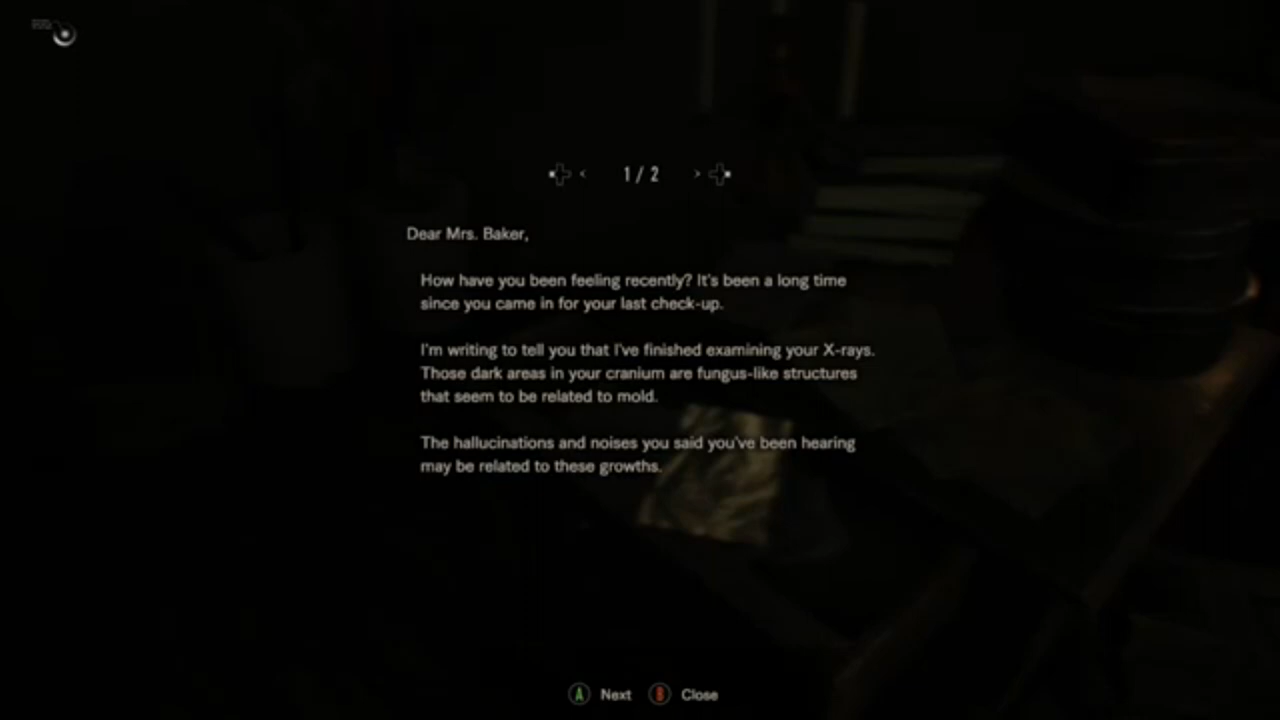 < 1 / 2 >
Dear Mrs. Baker,
How have you been feeling recently? It's been a long time
since you came in for your last check-up.
I'm writing to tell you that I've finished examining your X-rays.
Those dark areas in your cranium are fungus-like structures
that seem to be related to mold.
The hallucinations and noises you said you've been hearing
may be related to these growths.
A Next B Close